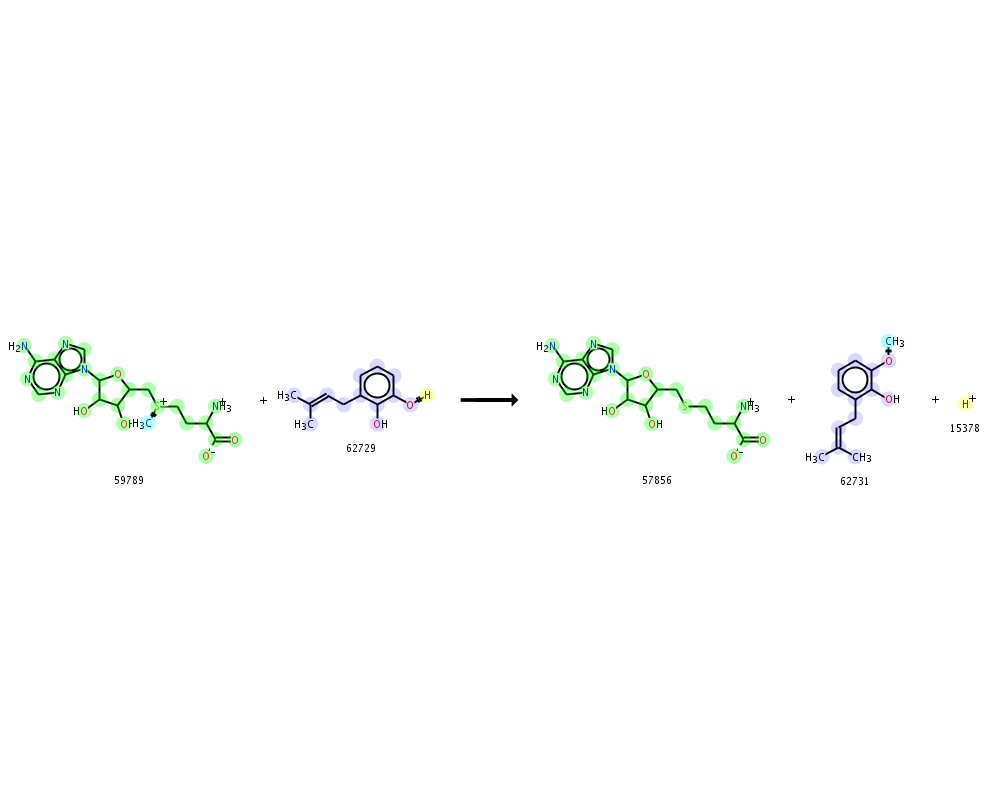 H₂N N N N N O HO OH H₃C S⁺ NH₃⁺ O O⁻
59789
+
H₃C H₃C OH O H
62729
H₂N N N N N O HO OH S NH₃⁺ O O⁻
57856
+
CH₃ O OH H₃C CH₃
62731
+
H⁺
15378